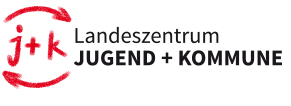 j+k
Landeszentrum
JUGEND + KOMMUNE